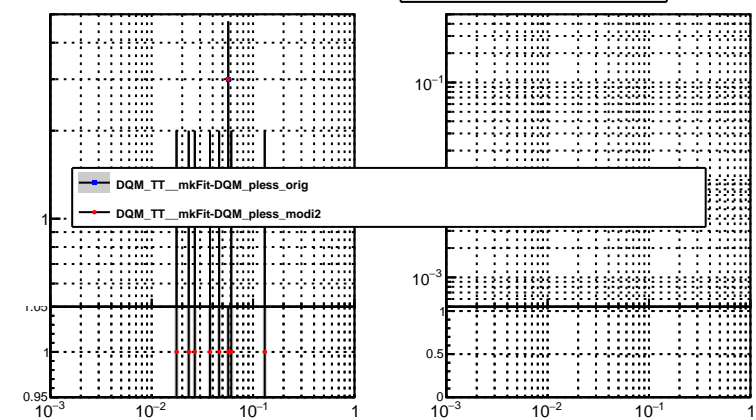 10⁻¹
DQM_TT__mkFit-DQM_pless_orig
DQM_TT__mkFit-DQM_pless_modi2
1
10⁻³
1.05
1
1
0.5
0.95
0
10⁻³ 10⁻² 10⁻¹ 1
10⁻³ 10⁻² 10⁻¹ 1